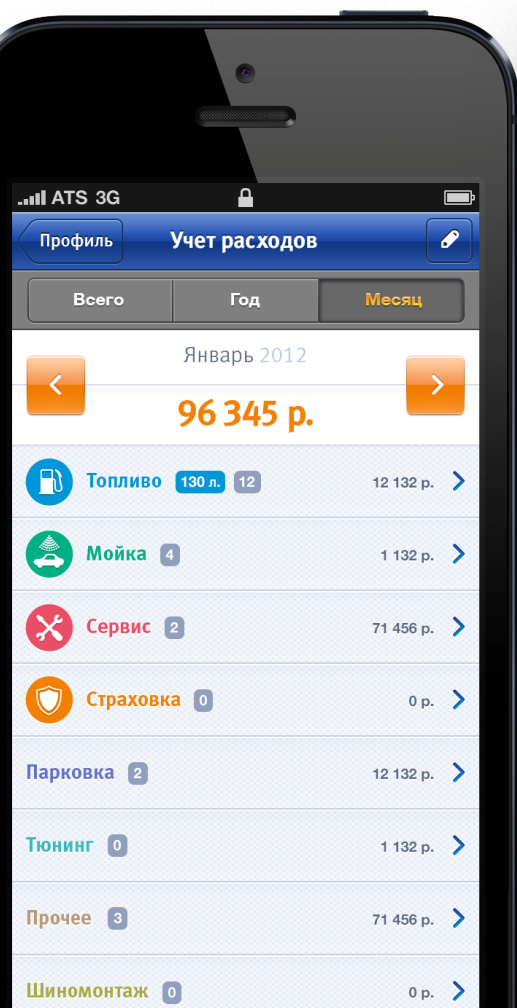 ATS 3G
Профиль Учет расходов
Всего Год Месяц
Январь 2012
96 345 р.
Топливо 130 л. 12 12 132 р.
Мойка 4 1 132 р.
Сервис 2 71 456 р.
Страховка 0 0 р.
Парковка 2 12 132 р.
Тюнинг 0 1 132 р.
Прочее 3 71 456 р.
Шиномонтаж 0 0 р.